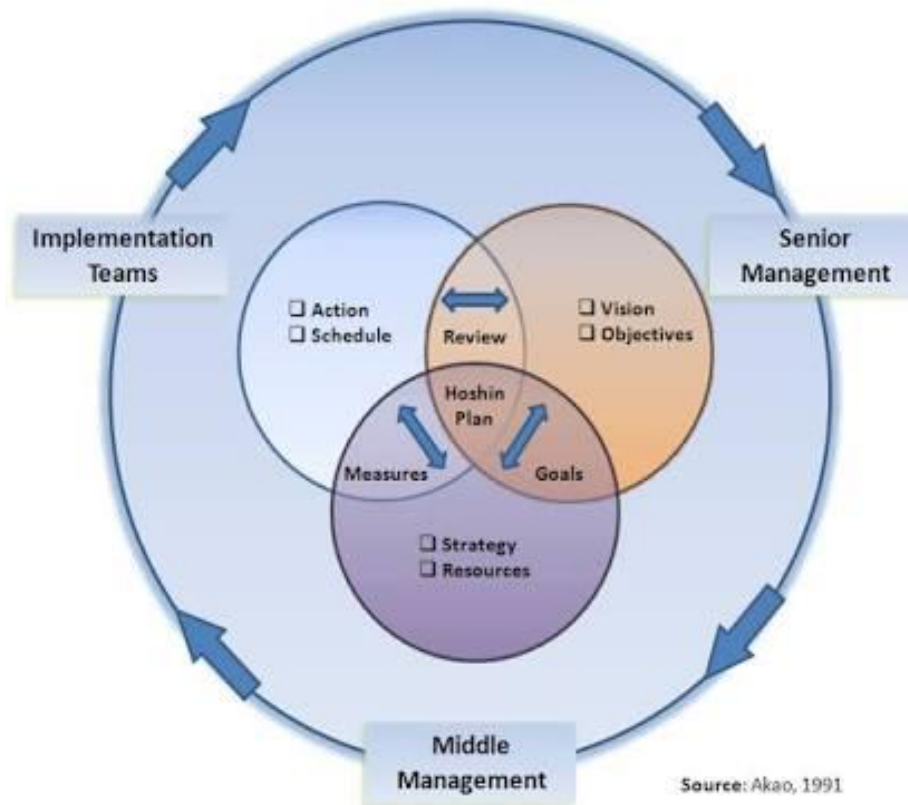 Implementation
Teams
Senior
Management
❑ Action
❑ Schedule
Review
❑ Vision
❑ Objectives
Hoshin
Plan
Measures
Goals
❑ Strategy
❑ Resources
Middle
Management
Source: Akao, 1991